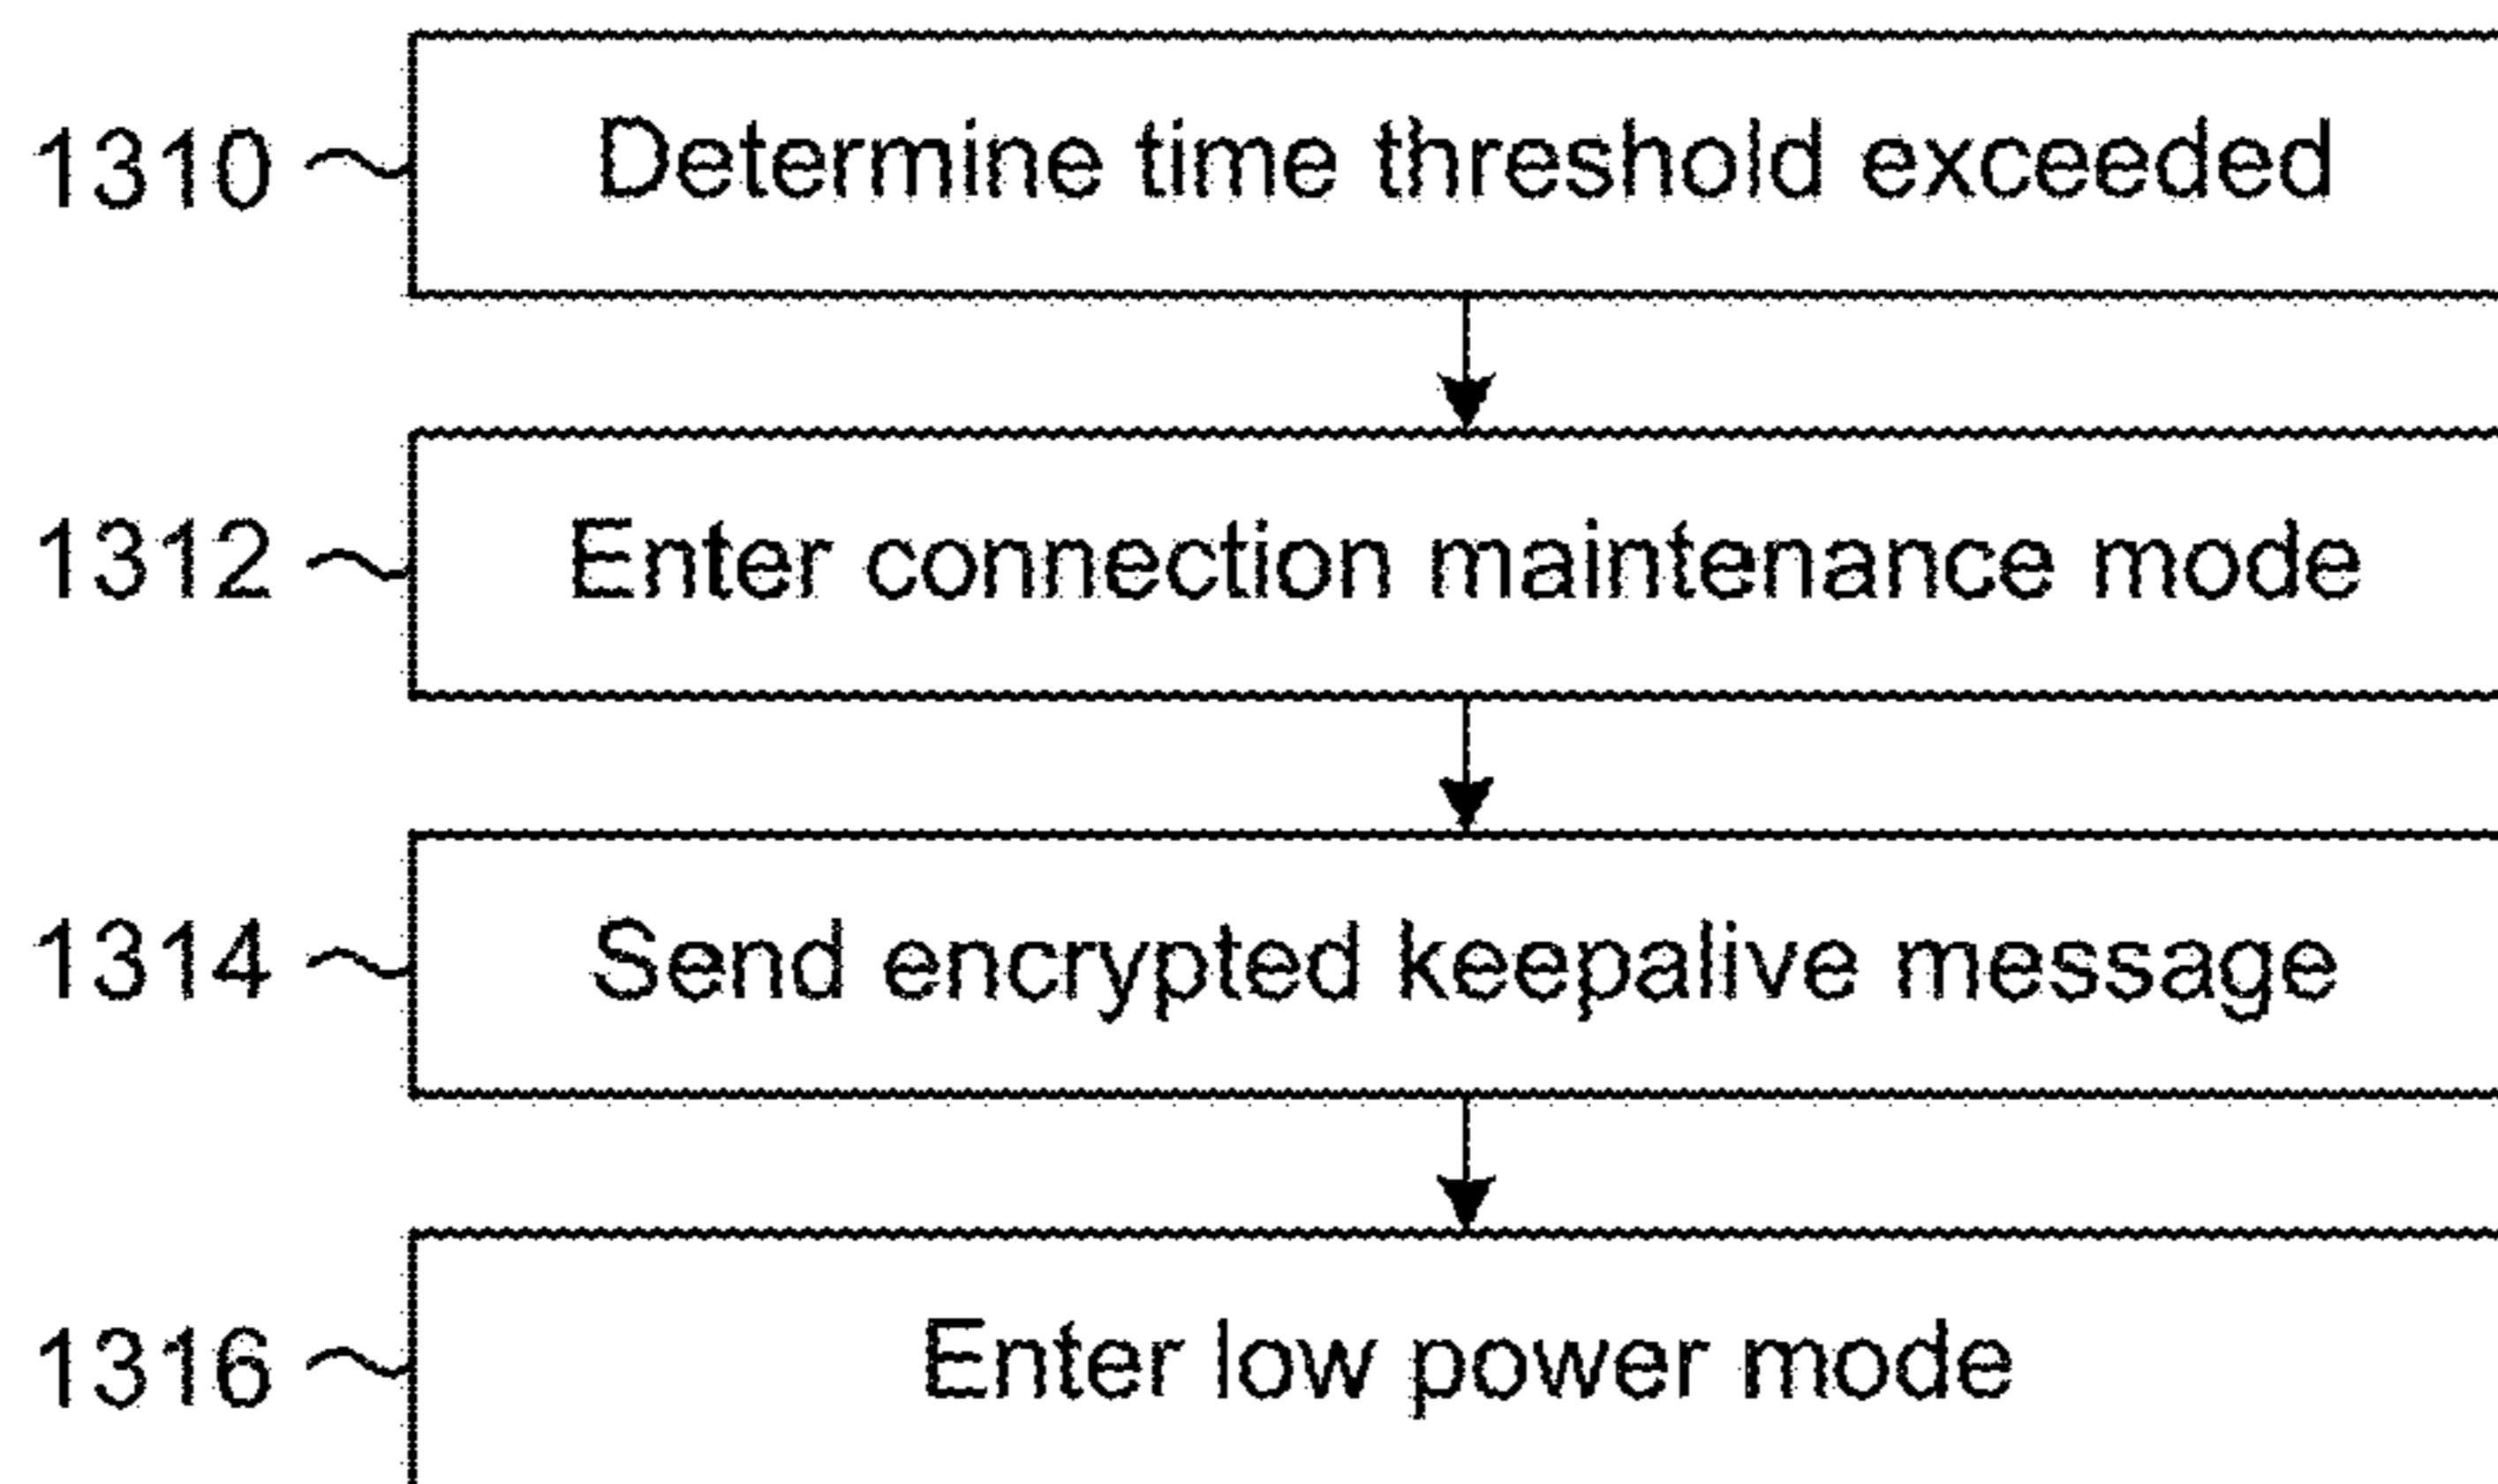 1310 Determine time threshold exceeded
1312 Enter connection maintenance mode
1314 Send encrypted keepalive message
1316 Enter low power mode